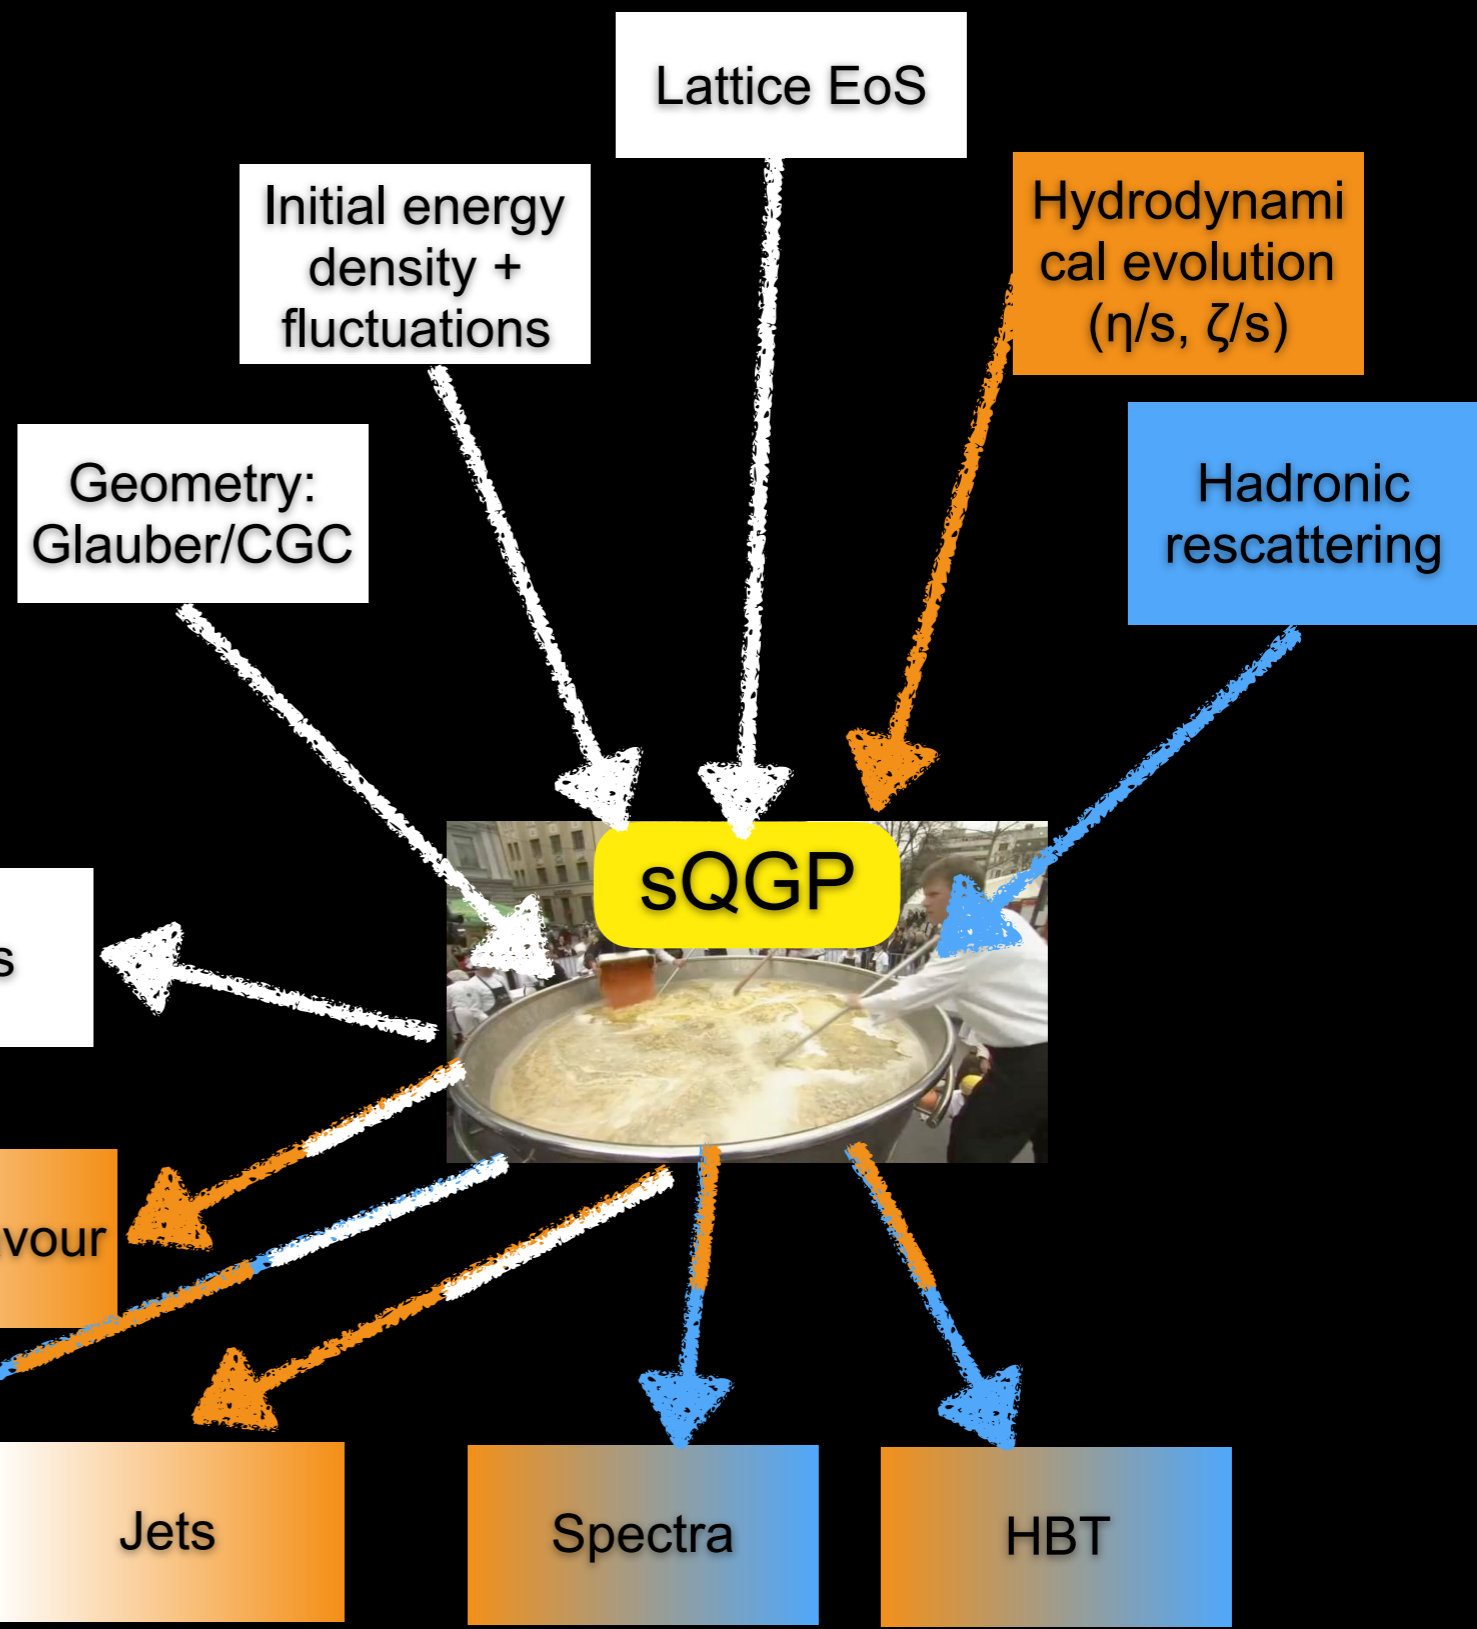 Lattice EoS
Initial energy
density +
fluctuations
Hydrodynami
cal evolution
(η/s, ζ/s)
Geometry:
Glauber/CGC
Hadronic
rescattering
sQGP
s
vour
Jets
Spectra
HBT